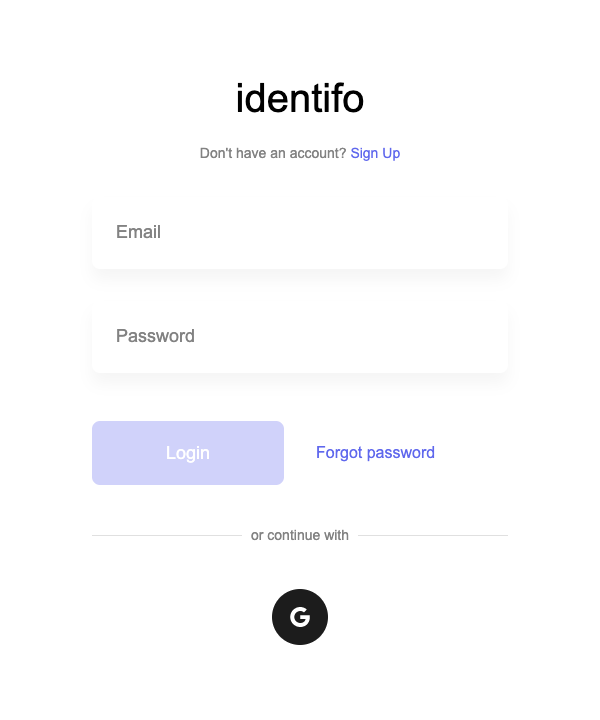 identifo
Don't have an account? Sign Up
Email
Password
Login Forgot password
or continue with
G